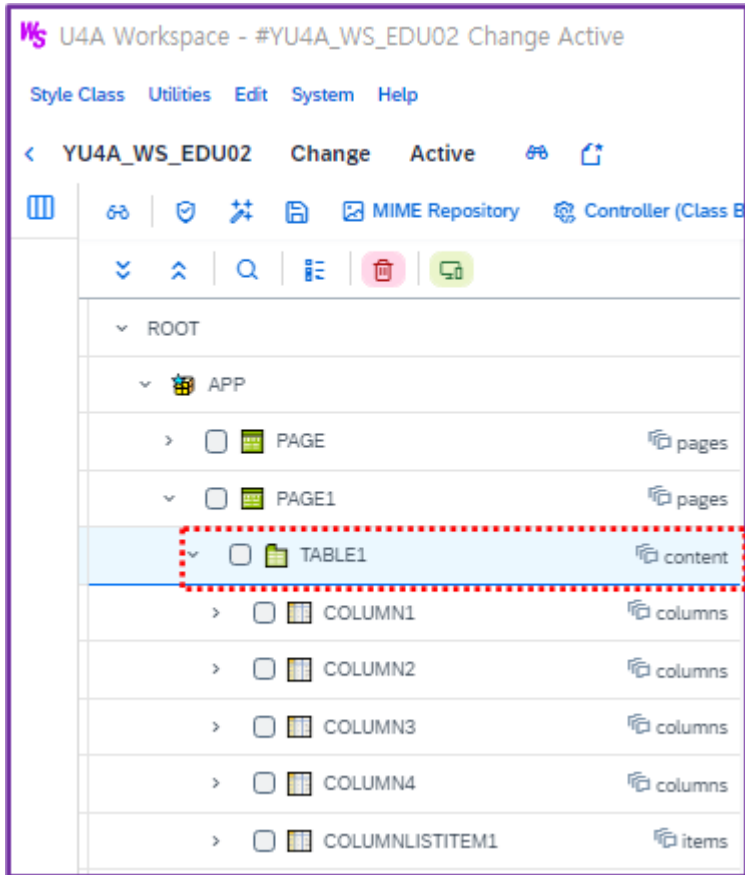 WS U4A Workspace - #YU4A_WS_EDU02 Change Active
Style Class Utilities Edit System Help
YU4A_WS_EDU02 Change Active
MIME Repository Controller (Class B
ROOT
APP
PAGE pages
PAGE1 pages
TABLE1 content
COLUMN1 columns
COLUMN2 columns
COLUMN3 columns
COLUMN4 columns
COLUMNLISTITEM1 items